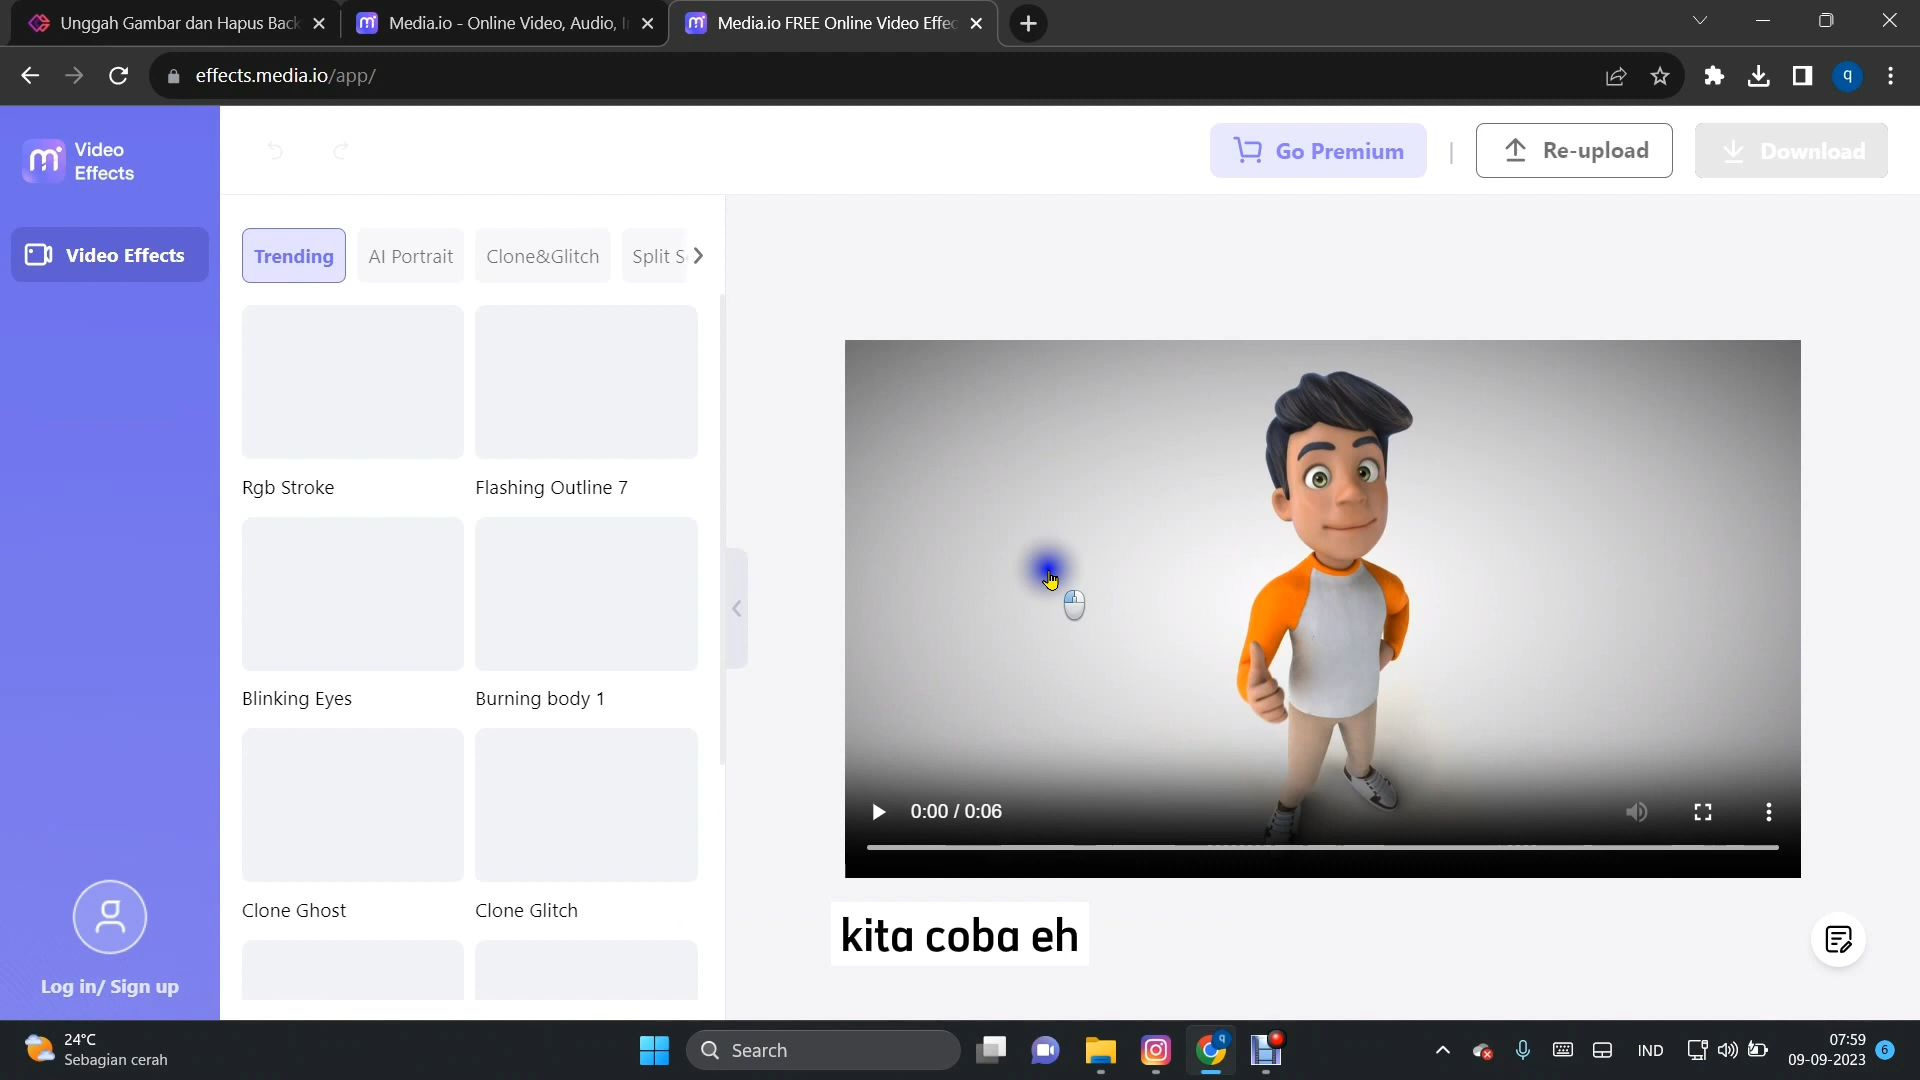 Unggah Gambar dan Hapus Back
Media.io - Online Video, Audio, I
Media.io FREE Online Video Effec
effects.media.io/app/
q
Video
Effects
Go Premium
Re-upload
Download
Video Effects
Trending
AI Portrait
Clone&Glitch
Split S
Rgb Stroke
Flashing Outline 7
Blinking Eyes
Burning body 1
Clone Ghost
Clone Glitch
0:00 / 0:06
kita coba eh
Log in/ Sign up
24°C
Sebagian cerah
Search
q
IND
07:59
09-09-2023
6